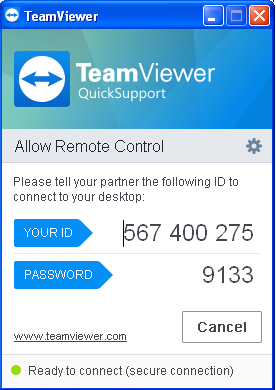 TeamViewer
TeamViewer
QuickSupport
Allow Remote Control
Please tell your partner the following ID to
connect to your desktop:
YOUR ID 567 400 275
PASSWORD 9133
www.teamviewer.com Cancel
Ready to connect (secure connection)